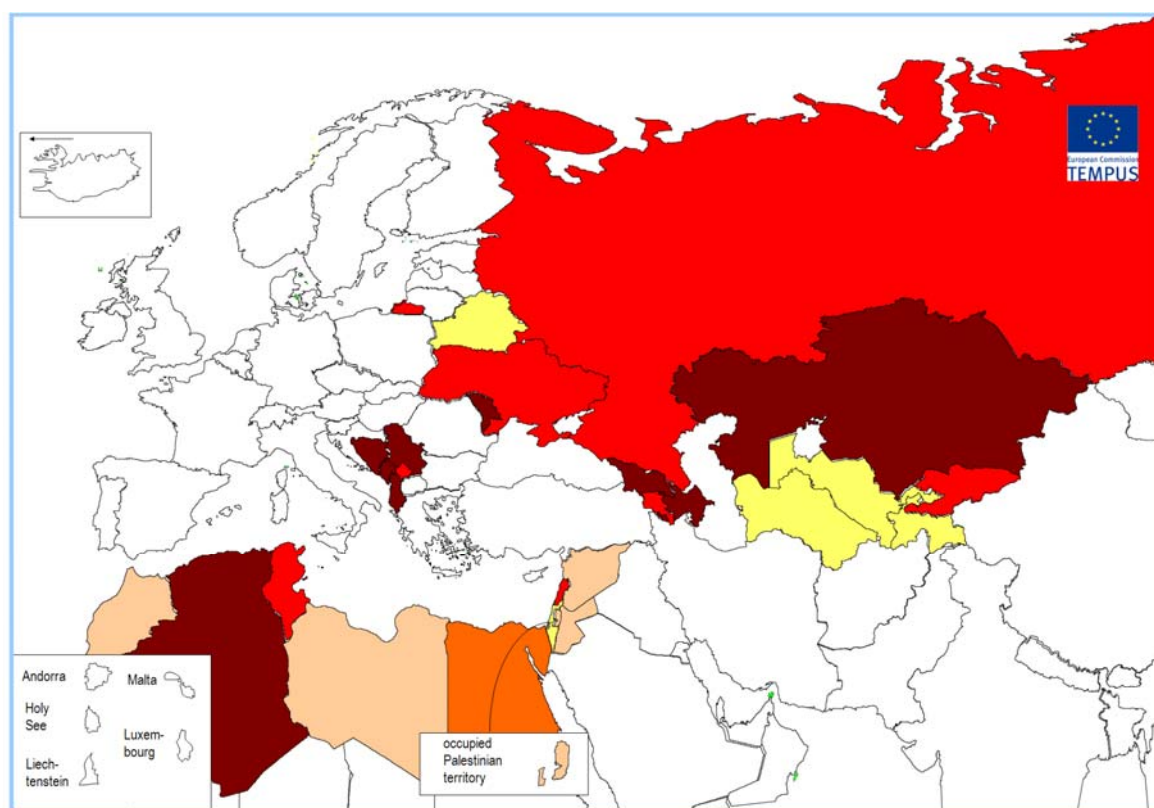 European Commission
TEMPUS
Andorra
Malta
Holy
See
Luxem-
bourg
Liech-
tenstein
occupied
Palestinian
territory